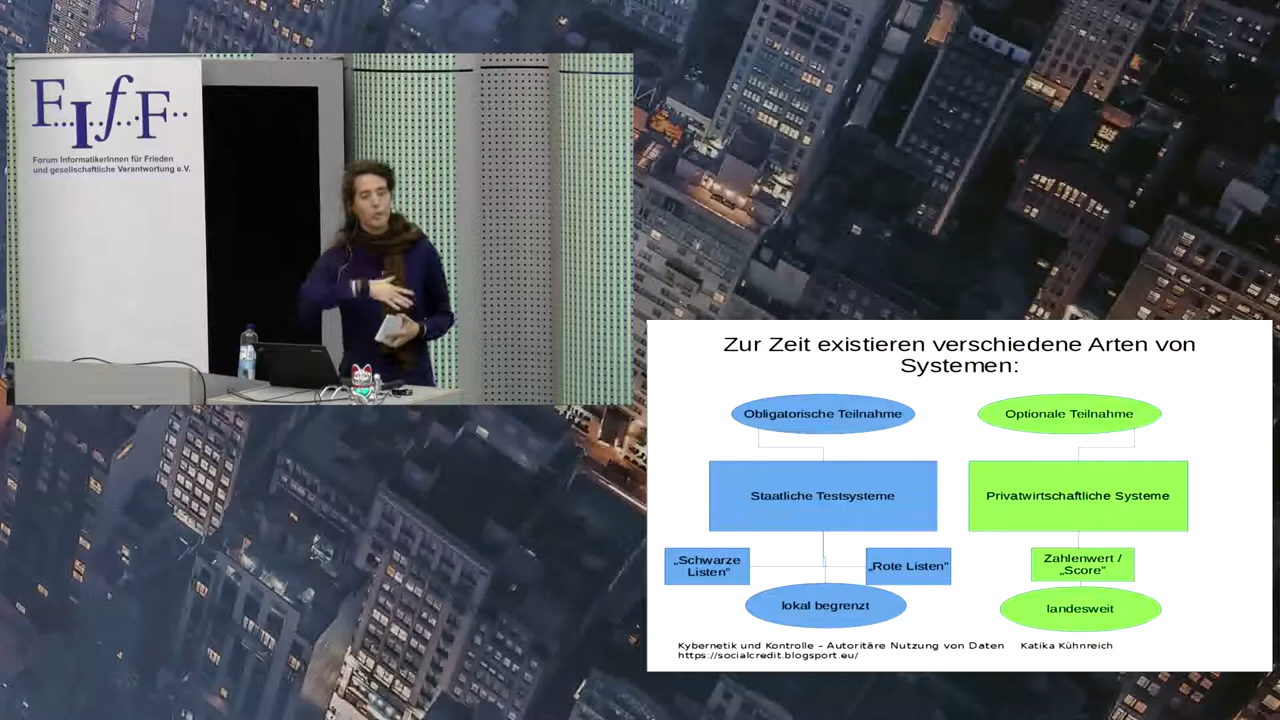 FIfF..
Forum InformatikerInnen für Frieden
und gesellschaftliche Verantwortung e.V.
Zur Zeit existieren verschiedene Arten von
Systemen:
Obligatorische Teilnahme
Optionale Teilnahme
Staatliche Testsysteme
Privatwirtschaftliche Systeme
„Schwarze
Listen"
„Rote Listen"
Zahlenwert /
„Score"
lokal begrenzt
landesweit
Kybernetik und Kontrolle – Autoritäre Nutzung von Daten Katika Kühnreich
https://socialcredit.blogsport.eu/